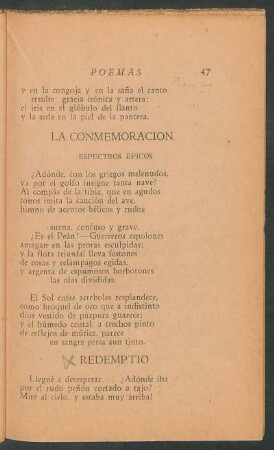 POEMAS 47
y en la congoja y en la saña el canto
resulte gracia irónica y artera:
el iris en el glóbulo del llanto
y la seda en la piel de la pantera.
LA CONMEMORACION
ESPECTROS EPICOS
¿Adónde, con los griegos melenudos,
va por el golfo insigne tanta nave?
Al compás de la tibia, que en agudos
tonos imita la canción del ave,
himno de acentos bélicos y rudos
suena, confuso y grave.
¿Es el Peán?—Guerreros espolones
amagan en las proras esculpidas;
y la flota triunfal lleva festones
de rosas y relámpagos egidas,
y argenta de espumosos borbotones
las olas divididas.
El Sol entre arreboles resplandece,
como broquel de oro que a indistinto
dios vestido de púrpura guarece;
y el húmedo cristal, a trechos pinto
de reflejos de múrice, parece
en sangre persa aun tinto.
REDEMPTIO
Llegué a desesperar... ¿Adónde iba
por el rudo peñón cortado a tajo?
Miré al cielo, y estaba muy arriba!